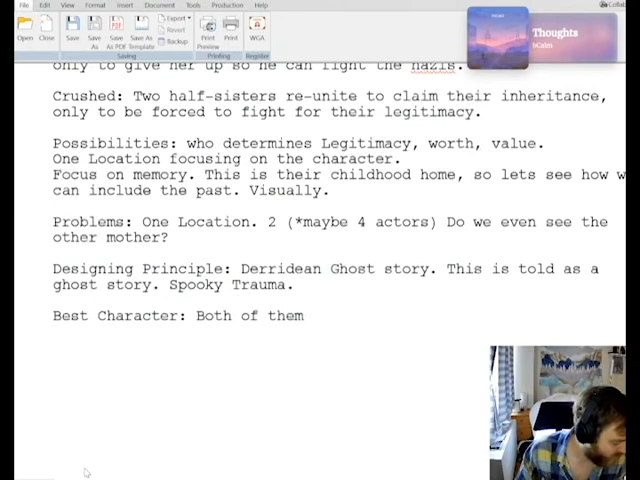 File Edit View Format Insert Document Tools Production Help
Open Close Save Save As Save as PDF Save As Template Export Revert Backup Print Preview Print WGA
Saving Printing Register
Thoughts
only to give her up so he can fight the nazis.
Crushed: Two half-sisters re-unite to claim their inheritance,
only to be forced to fight for their legitimacy.
Possibilities: who determines Legitimacy, worth, value.
One Location focusing on the character.
Focus on memory. This is their childhood home, so lets see how w
can include the past. Visually.
Problems: One Location. 2 (*maybe 4 actors) Do we even see the
other mother?
Designing Principle: Derridean Ghost story. This is told as a
ghost story. Spooky Trauma.
Best Character: Both of them